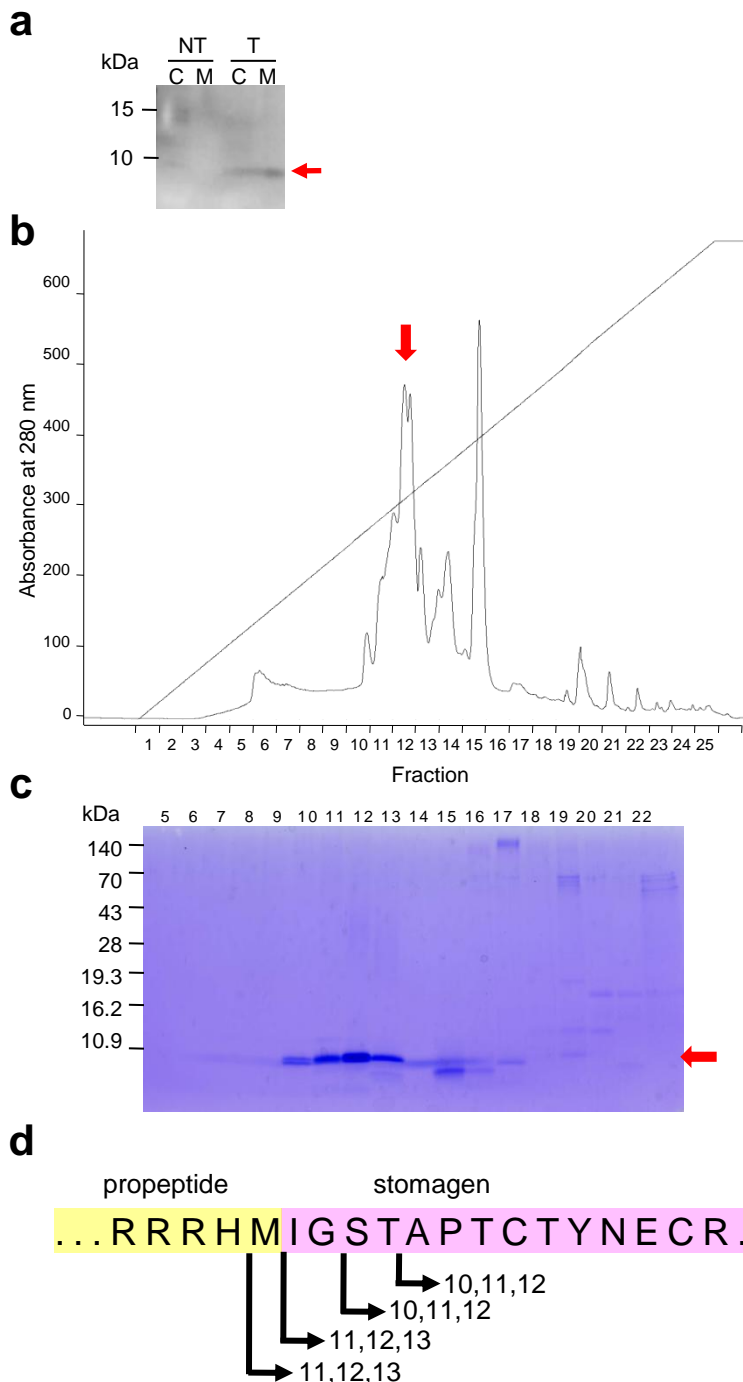 a
NT T
kDa
C M C M
15
10
b
600
500
400
300
200
100
0
Absorbance at 280 nm
1 2 3 4 5 6 7 8 9 10 11 12 13 14 15 16 17 18 19 20 21 22 23 24 25
Fraction
c
kDa
5 6 7 8 9 10 11 12 13 14 15 16 17 18 19 20 21 22
140
70
43
28
19.3
16.2
10.9
d
propeptide stomagen
...RRRHMIGSTAPTCTYNECR.
10,11,12
10,11,12
11,12,13
11,12,13